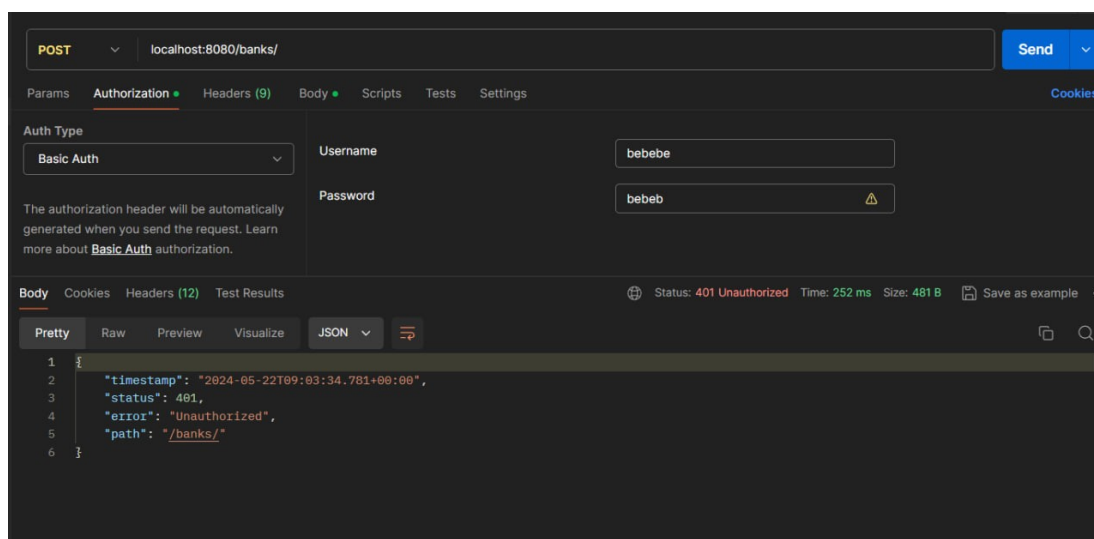 POST localhost:8080/banks/ Send
Params Authorization Headers (9) Body Scripts Tests Settings Cookies
Auth Type
Basic Auth
The authorization header will be automatically
generated when you send the request. Learn
more about Basic Auth authorization.
Username bebebe
Password bebeb
Body Cookies Headers (12) Test Results Status: 401 Unauthorized Time: 252 ms Size: 481 B Save as example
Pretty Raw Preview Visualize JSON
1 {
2 "timestamp": "2024-05-22T09:03:34.781+00:00",
3 "status": 401,
4 "error": "Unauthorized",
5 "path": "/banks/"
6 }